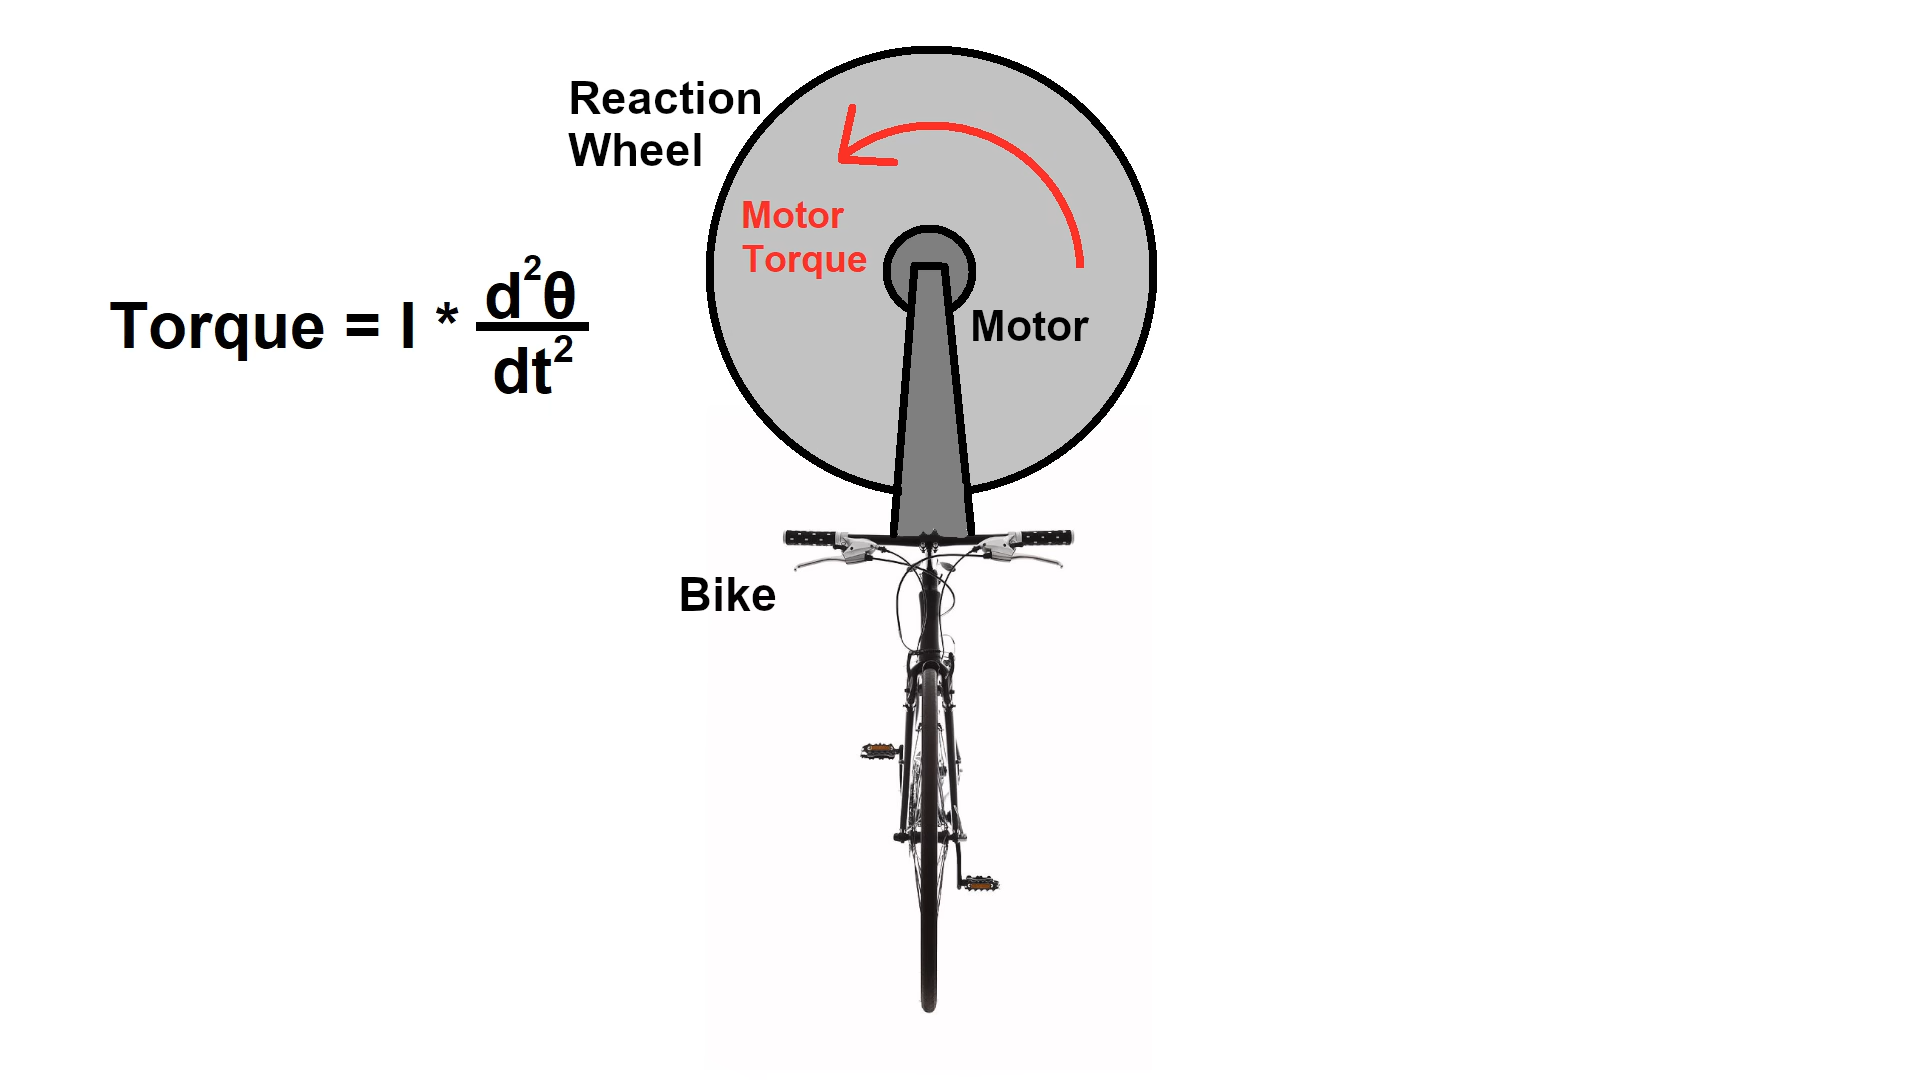 Reaction
Wheel
Motor
Torque
Motor
Torque = I * d²θ
dt²
Bike